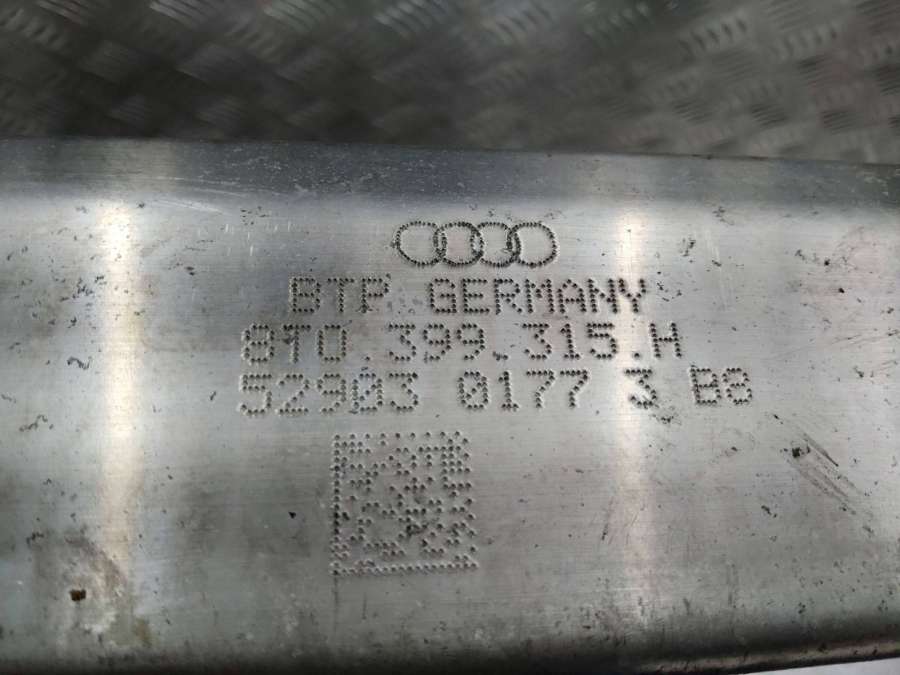 BTP GERMANY
8T0.399.315.H
52903 0177 3 B8